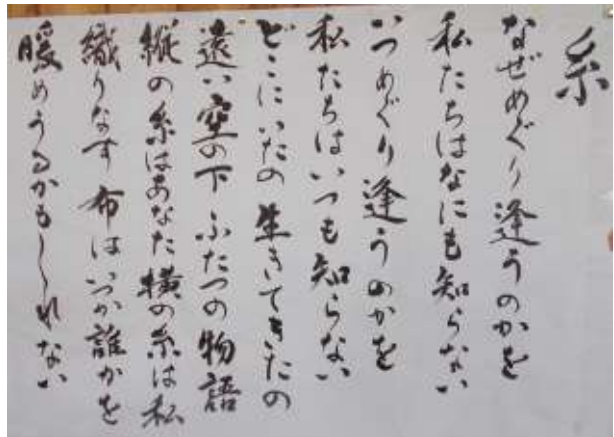 糸
なぜめぐり逢うのかを
私たちはなにも知らない
いつめぐり逢うのかを
私たちはいつも知らない
どこにいたの 生きてきたの
遠い空の下 ふたつの物語
縦の糸はあなた 横の糸は私
織りなす布は いつか誰かを
暖めうるかもしれない